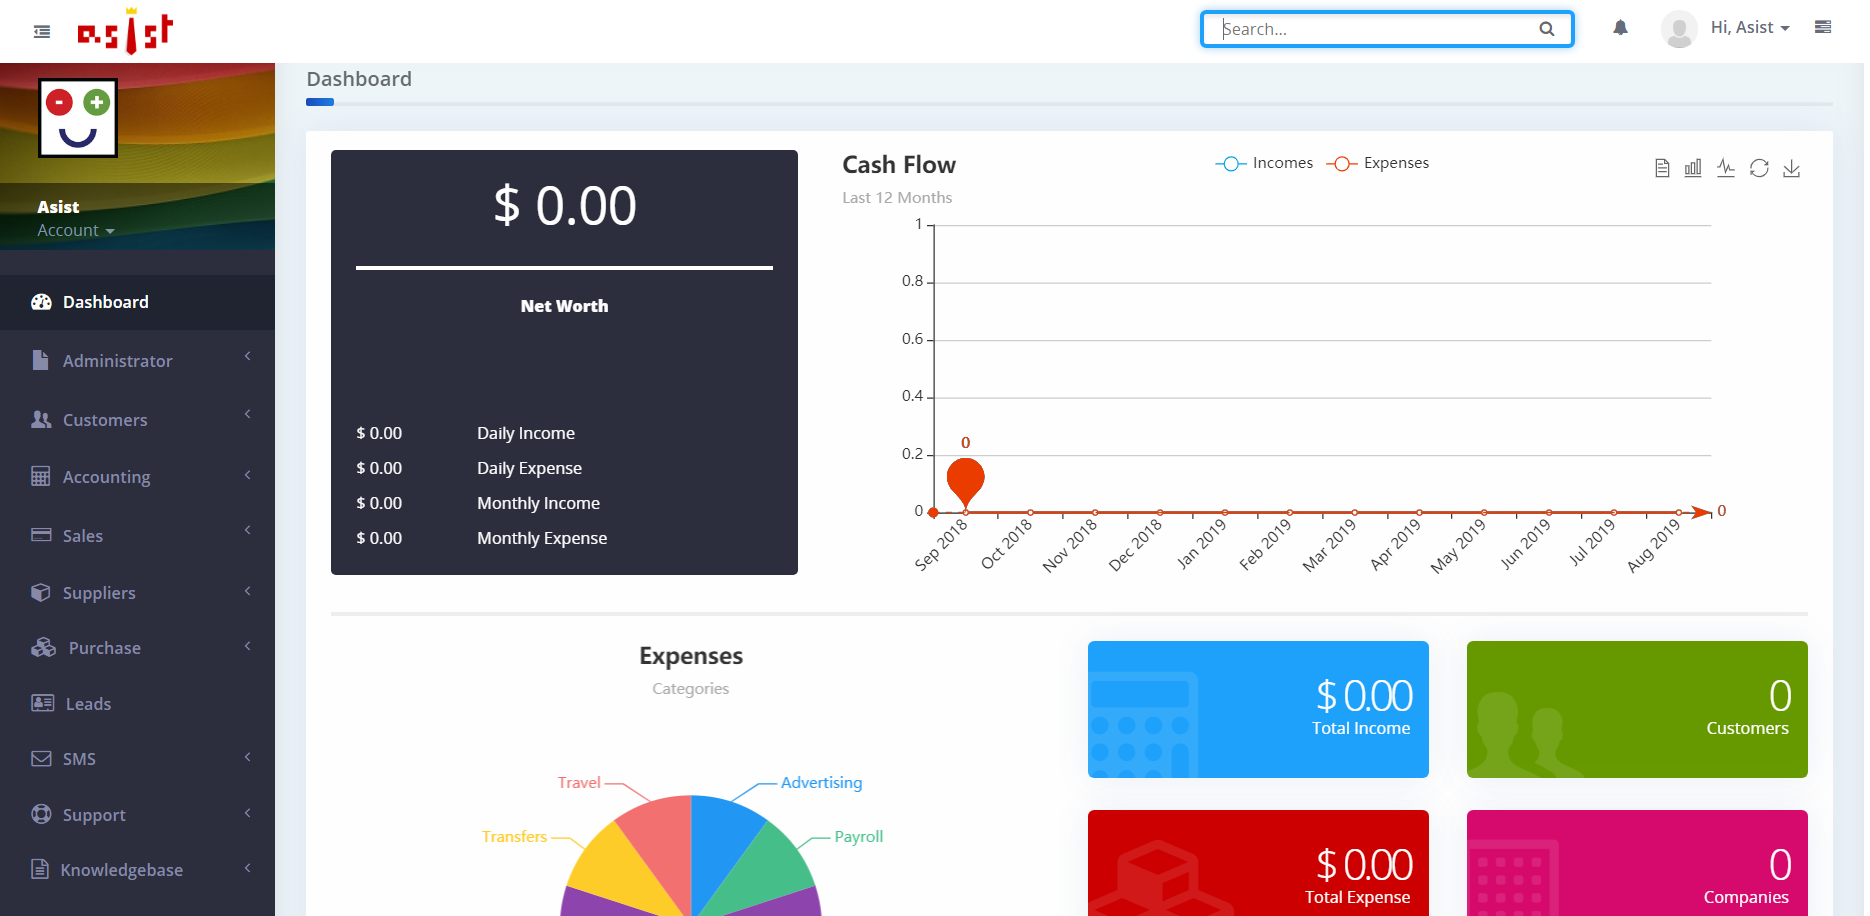 asist
Search...
Hi, Asist
Asist
Account
Dashboard
Administrator
Customers
Accounting
Sales
Suppliers
Purchase
Leads
SMS
Support
Knowledgebase
Dashboard
$ 0.00
Net Worth
$ 0.00 Daily Income
$ 0.00 Daily Expense
$ 0.00 Monthly Income
$ 0.00 Monthly Expense
Cash Flow
Last 12 Months
Incomes Expenses
1
0.8
0.6
0.4
0.2
0
0
0
Sep 2018 Oct 2018 Nov 2018 Dec 2018 Jan 2019 Feb 2019 Mar 2019 Apr 2019 May 2019 Jun 2019 Jul 2019 Aug 2019
Expenses
Categories
Travel
Advertising
Transfers
Payroll
$ 0.00
Total Income
0
Customers
$ 0.00
Total Expense
0
Companies